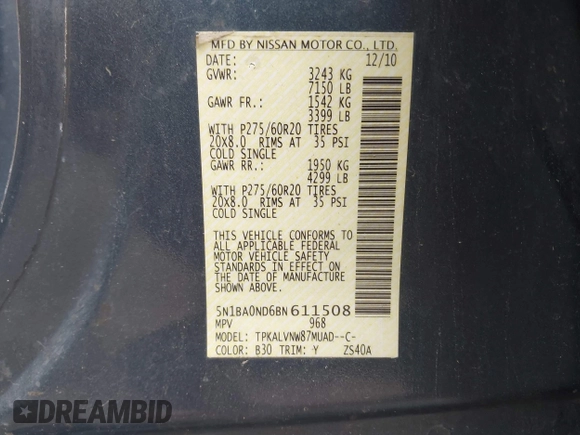 MFD BY NISSAN MOTOR CO., LTD.
DATE: 12/10
GVWR: 3243 KG
7150 LB
GAWR FR.: 1542 KG
3399 LB
WITH P275/60R20 TIRES
20x8.0 RIMS AT 35 PSI
COLD SINGLE
GAWR RR.: 1950 KG
4299 LB
WITH P275/60R20 TIRES
20x8.0 RIMS AT 35 PSI
COLD SINGLE
THIS VEHICLE CONFORMS TO
ALL APPLICABLE FEDERAL
MOTOR VEHICLE SAFETY
STANDARDS IN EFFECT ON
THE DATE OF MANUFACTURE
SHOWN ABOVE.
5N1BA0ND6BN611508
MPV 968
MODEL: TPKALVNW87MUAD--C-
COLOR: B30 TRIM: Y ZS40A
DREAMBID